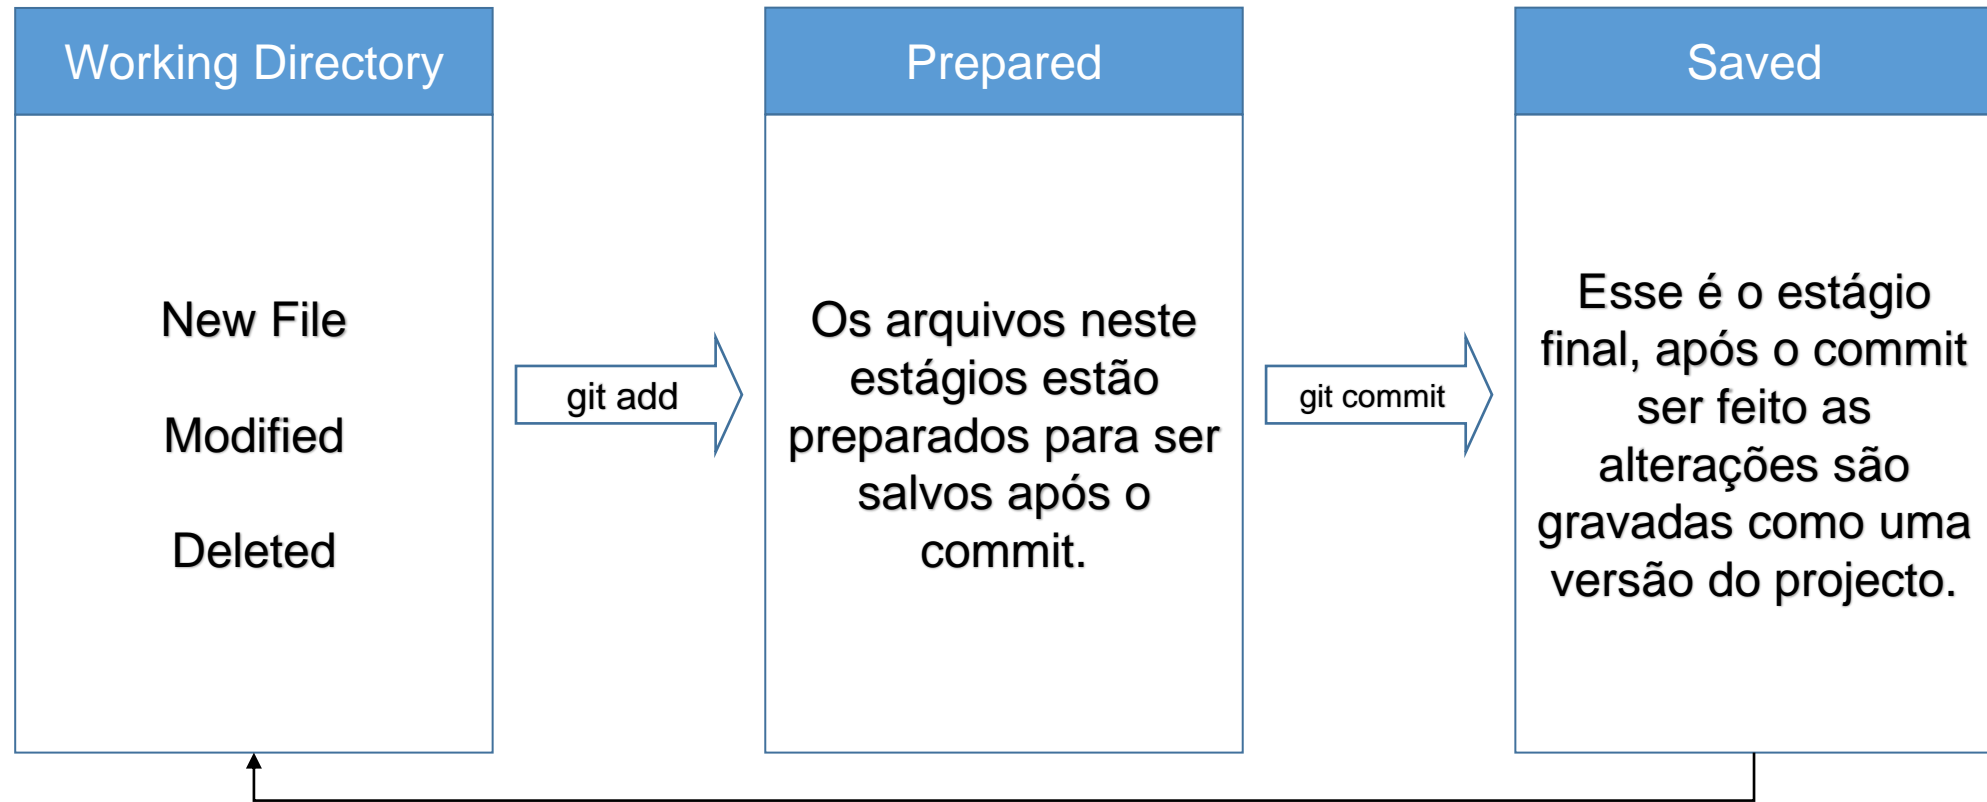 Working Directory
New File
Modified
Deleted
git add
Prepared
Os arquivos neste
estágios estão
preparados para ser
salvos após o
commit.
git commit
Saved
Esse é o estágio
final, após o commit
ser feito as
alterações são
gravadas como uma
versão do projecto.